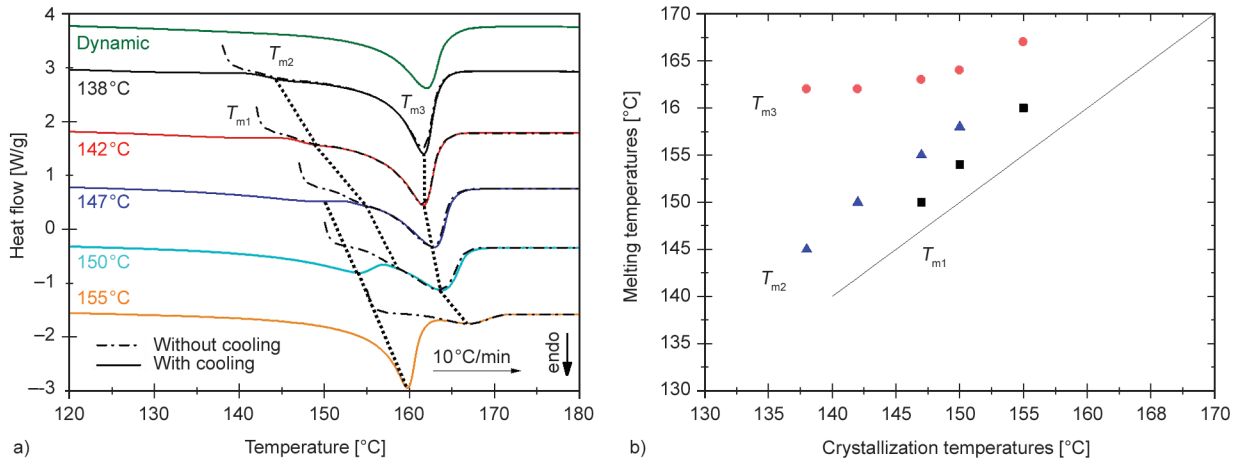 4
3
2
1
0
–1
–2
–3
Heat flow [W/g]
Dynamic
138°C
142°C
147°C
150°C
155°C
Tm2
Tm1
Tm3
Without cooling
With cooling
10°C/min
endo
120 130 140 150 160 170 180
Temperature [°C]
a)
170
165
160
155
150
145
140
135
130
Melting temperatures [°C]
Tm3
Tm2
Tm1
130 135 140 145 150 155 160 168 170
Crystallization temperatures [°C]
b)